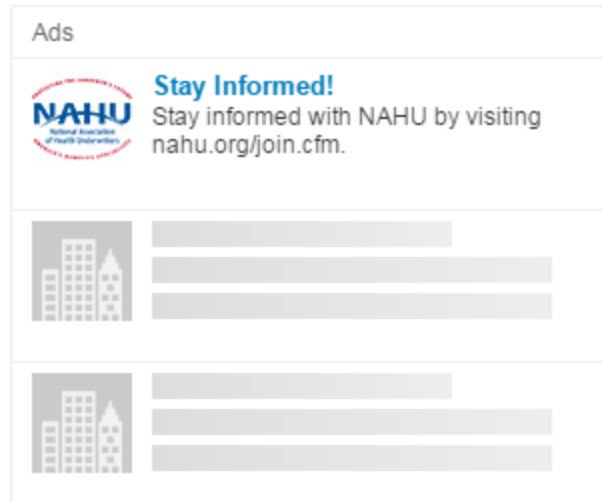 Ads
Stay Informed!
Stay informed with NAHU by visiting
nahu.org/join.cfm.
NAHU
National Association
of Health Underwriters